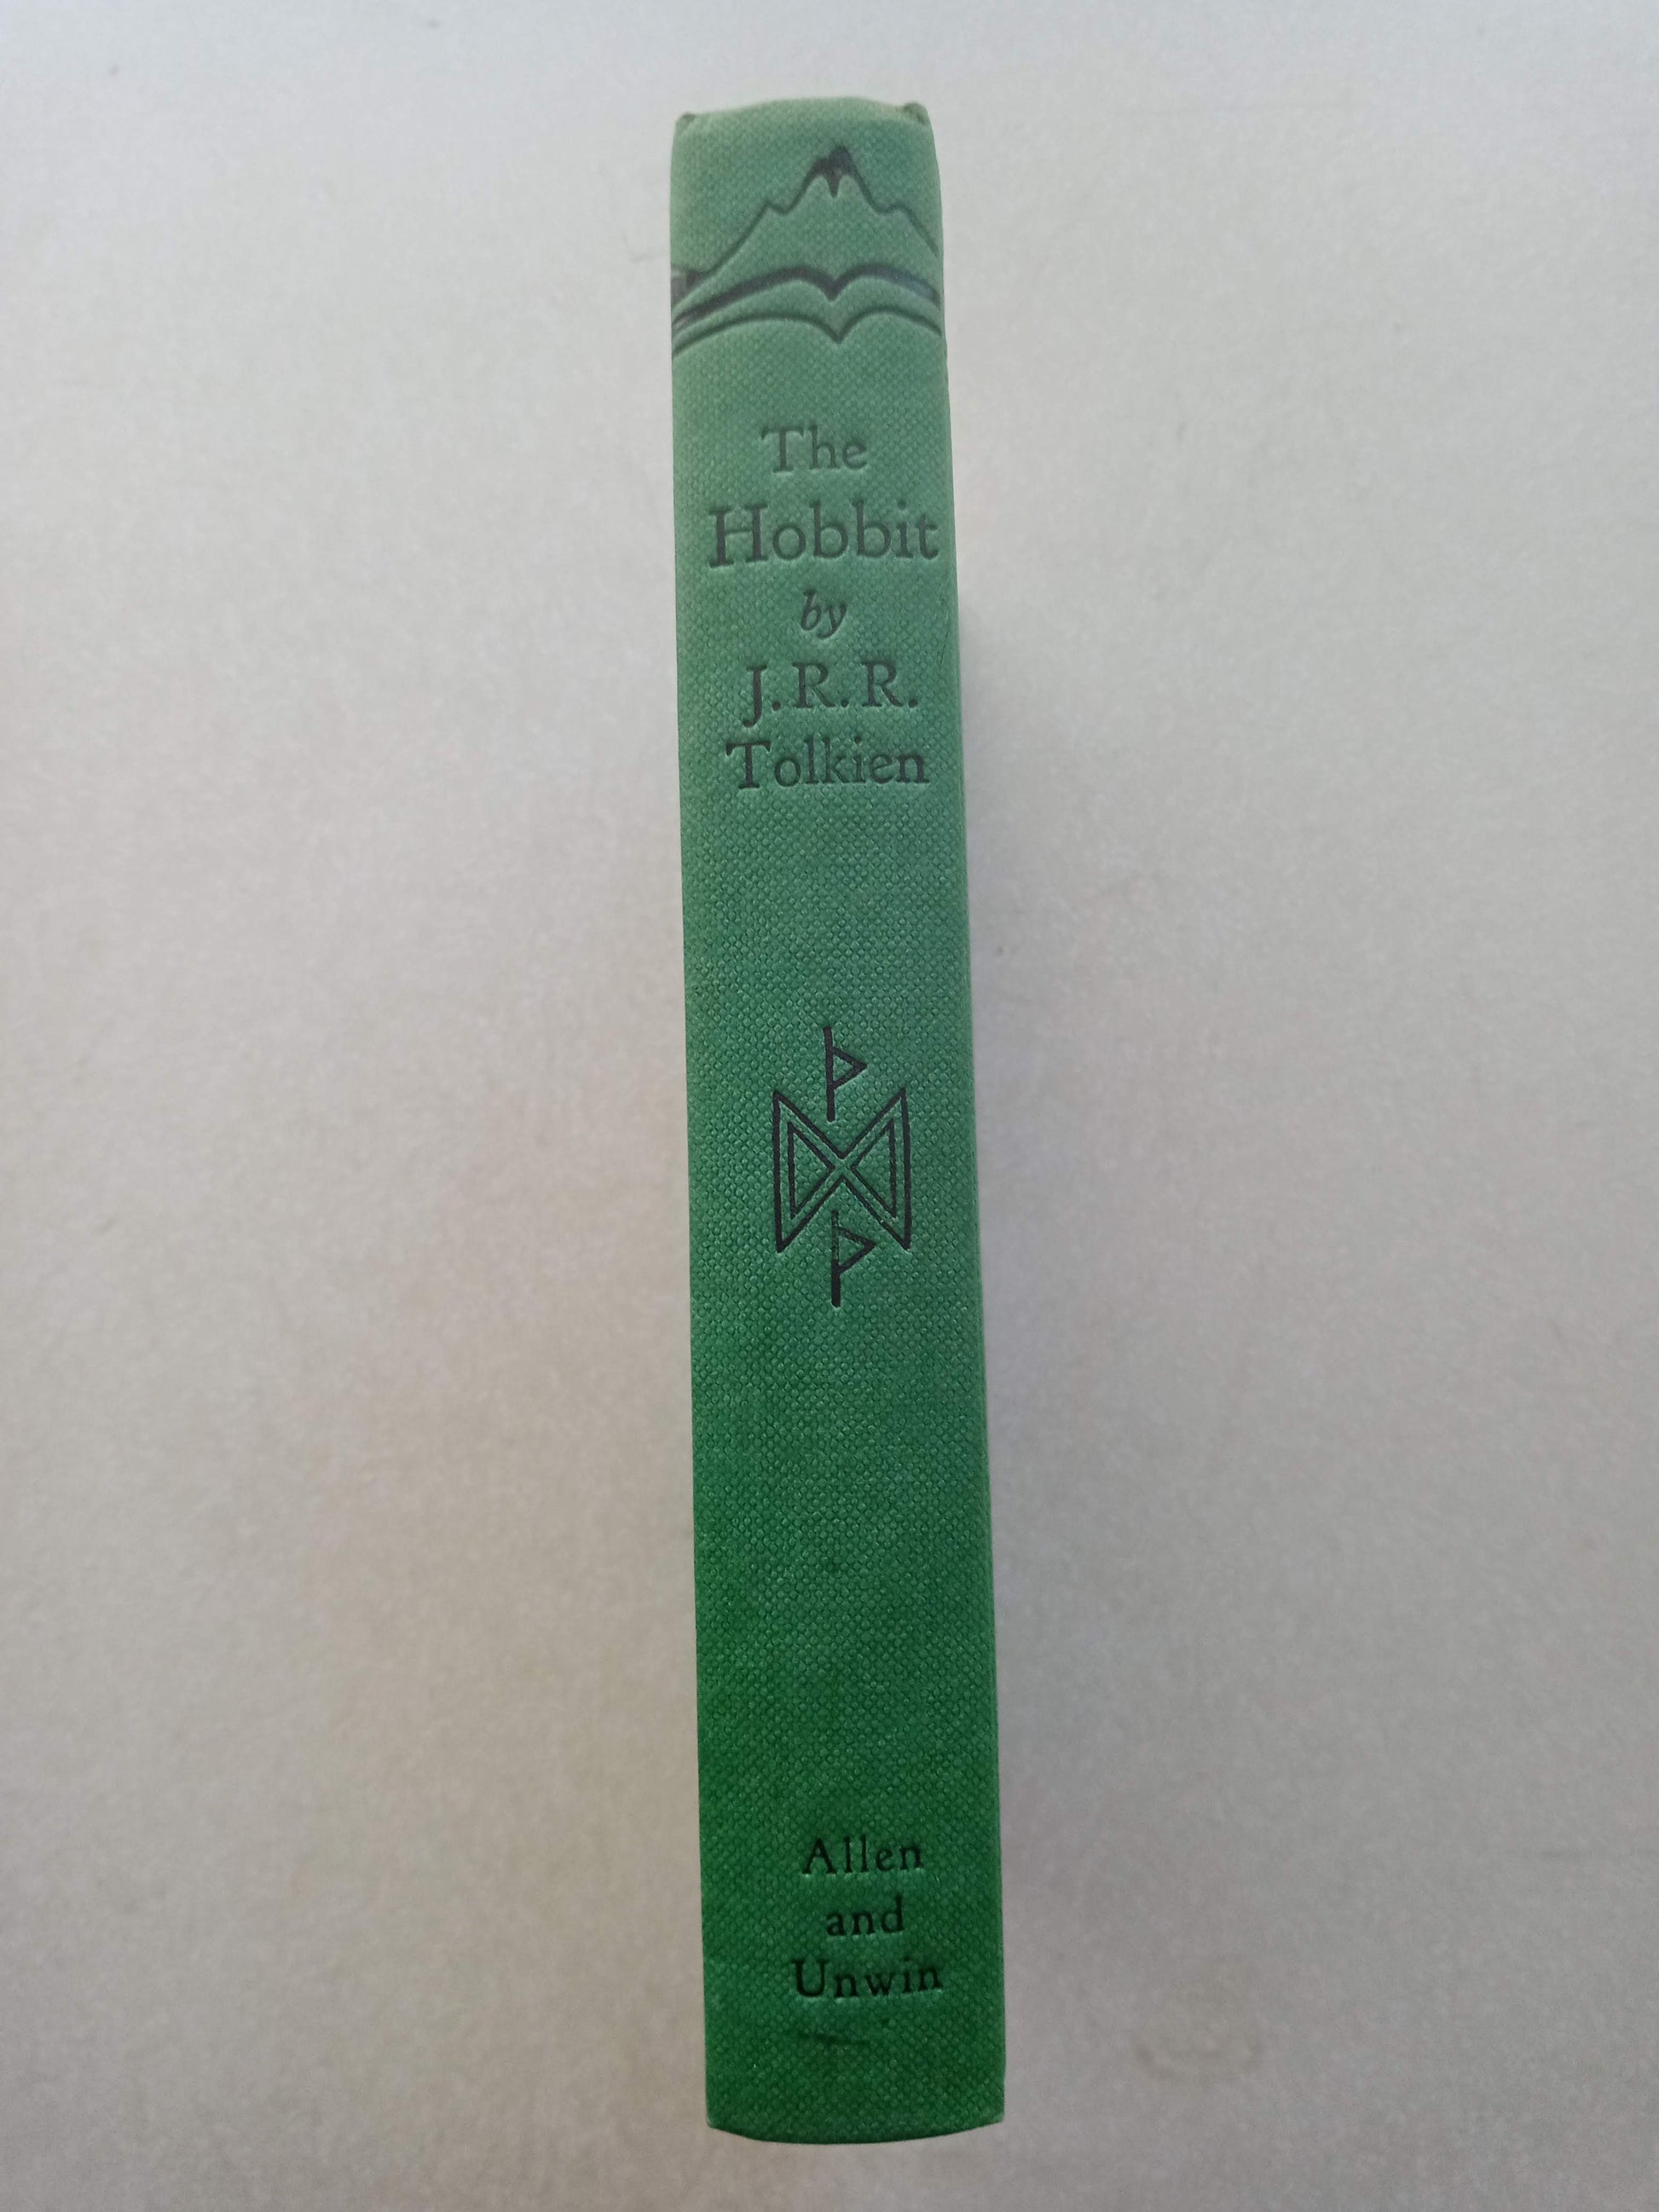 The
Hobbit
by
J.R.R.
Tolkien
ᚦ
ᛞ
ᚦ
Allen
and
Unwin